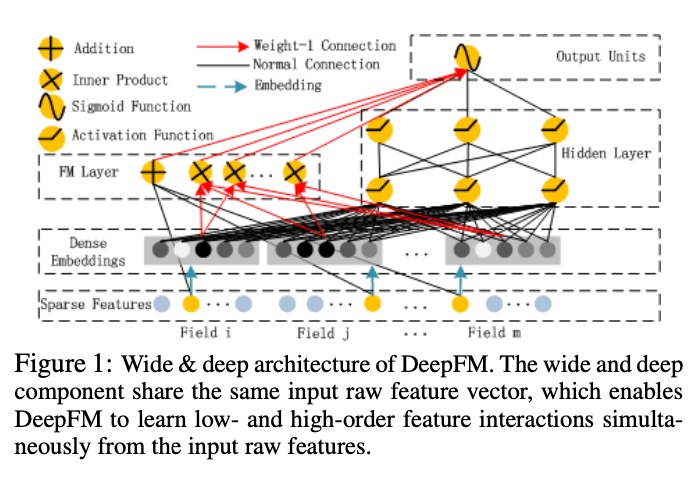 Addition
Inner Product
Sigmoid Function
Activation Function
Weight-1 Connection
Normal Connection
Embedding
Output Units
Hidden Layer
FM Layer
...
Dense
Embeddings
...
Sparse Features
... ... ... ...
Field i Field j ... Field m
Figure 1: Wide & deep architecture of DeepFM. The wide and deep
component share the same input raw feature vector, which enables
DeepFM to learn low- and high-order feature interactions simulta-
neously from the input raw features.